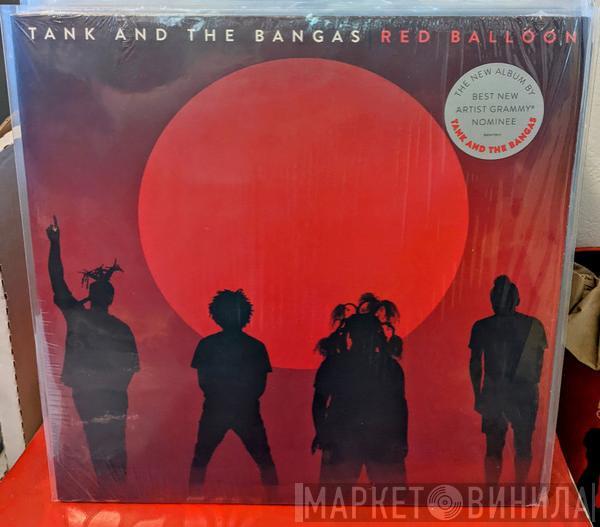 TANK AND THE BANGAS RED BALLOON
THE NEW ALBUM BY
BEST NEW
ARTIST GRAMMY®
NOMINEE
TANK AND THE BANGAS
МАРКЕТ ВИНИЛА